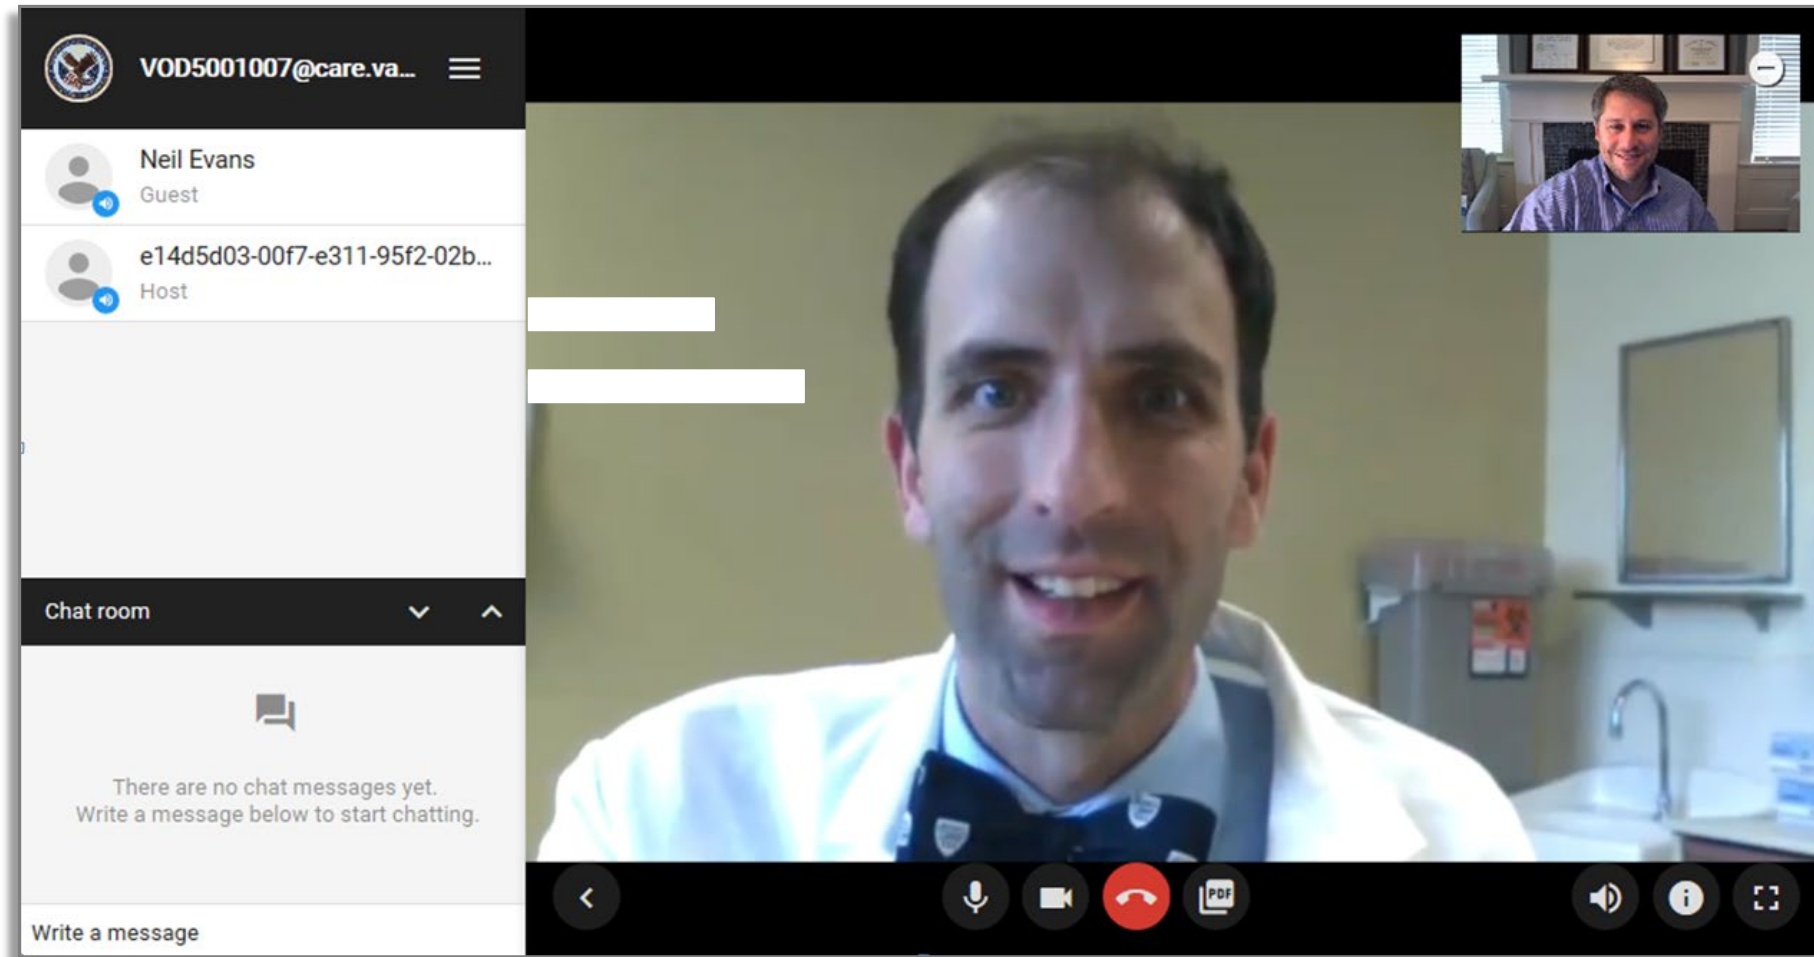 VOD5001007@care.va...
Neil Evans
Guest
e14d5d03-00f7-e311-95f2-02b...
Host
Chat room
There are no chat messages yet.
Write a message below to start chatting.
Write a message
PDF